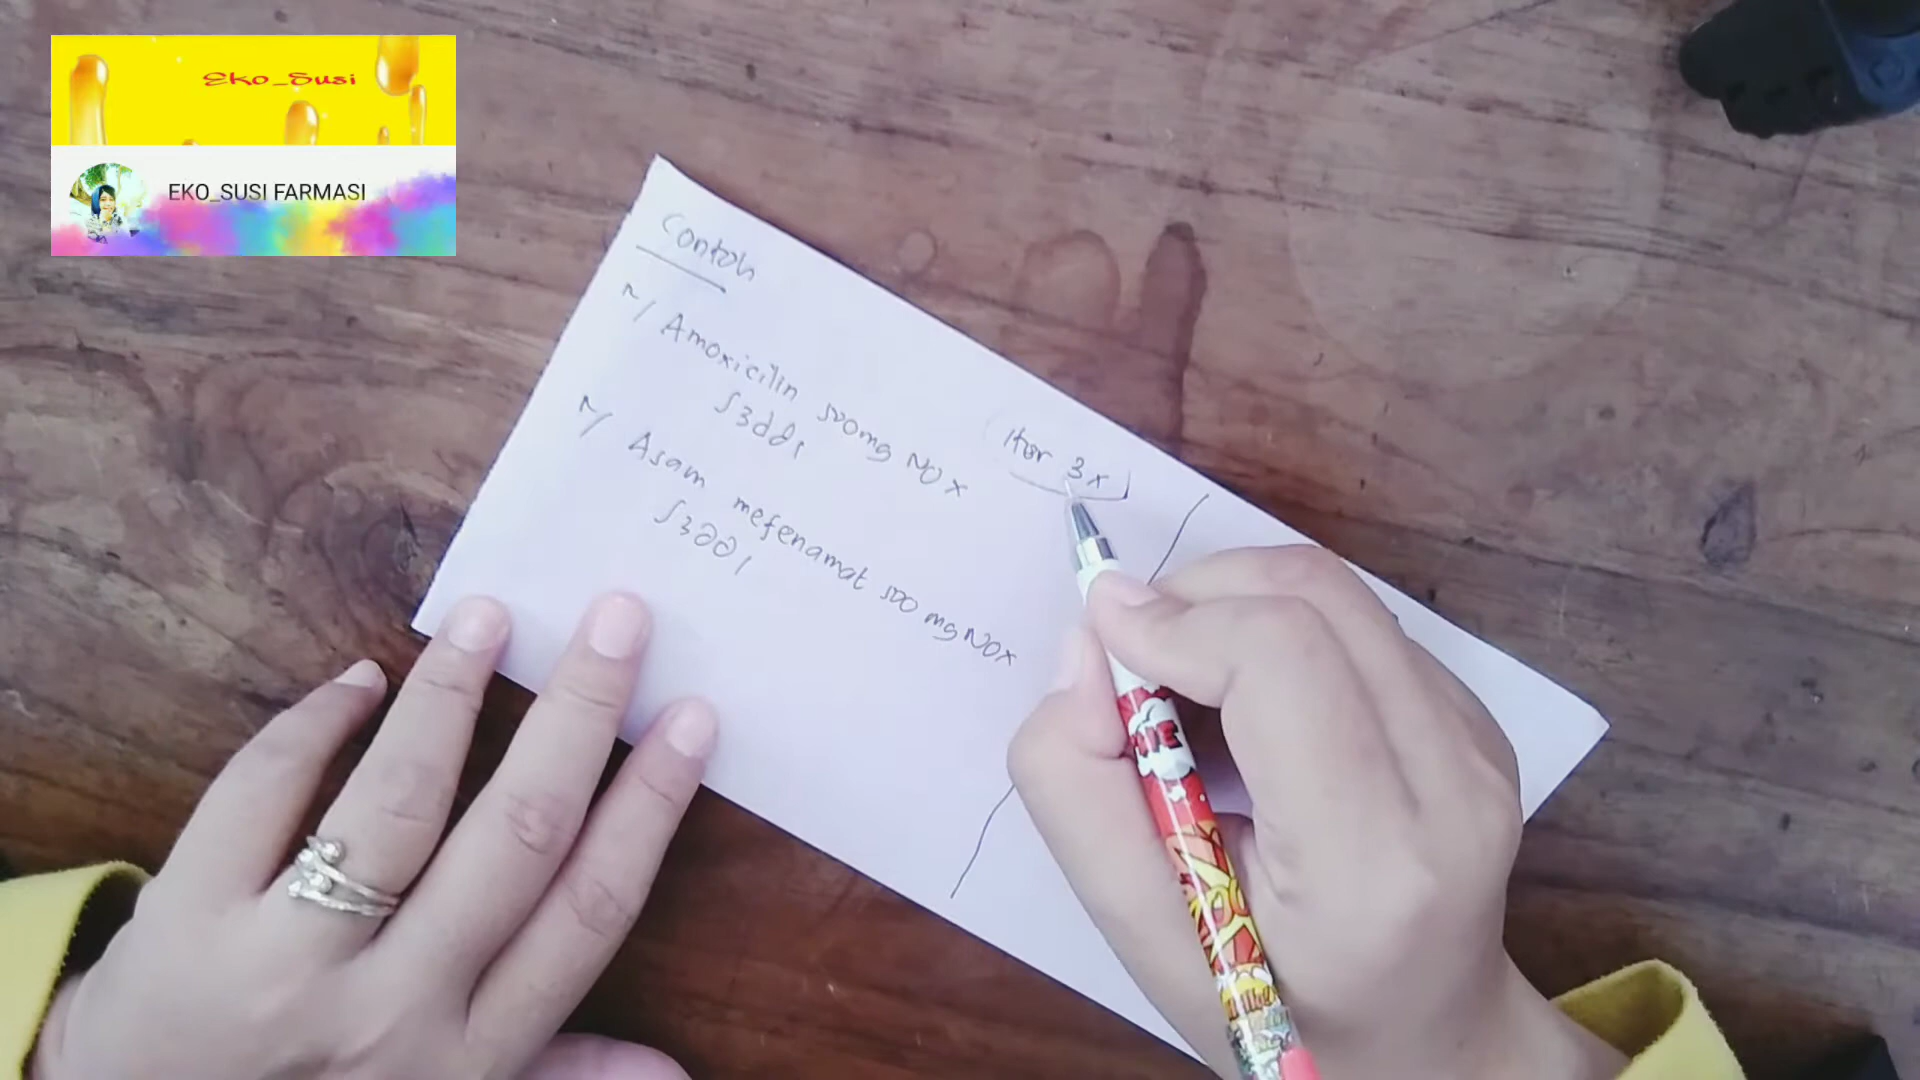 Eko_Susi
EKO_SUSI FARMASI
Contoh
R/ Amoxicilin 500mg NO X
Iter 3x
S3dd1
R/ Asam mefenamat 500 mg NO X
S3dd1